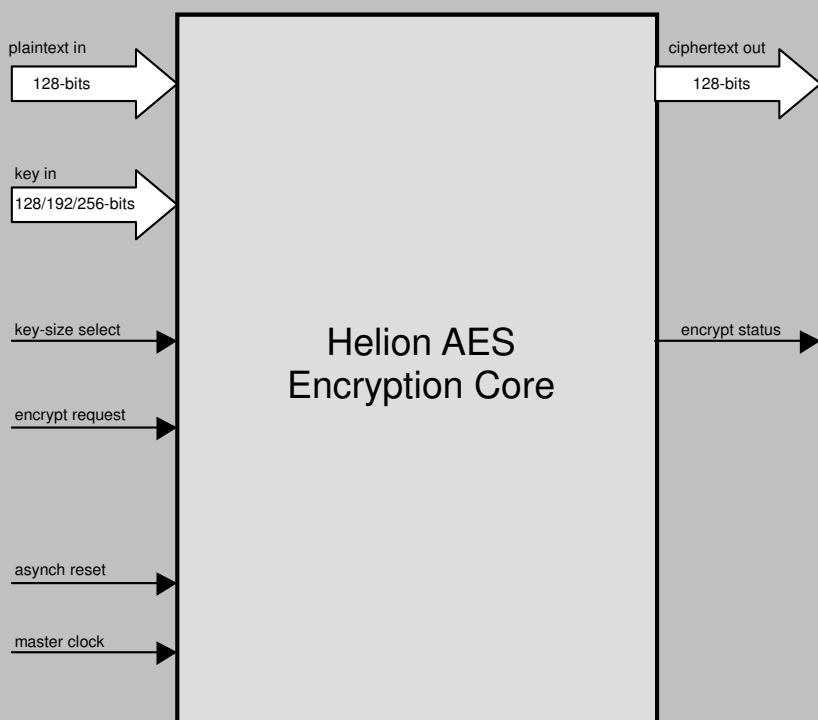 plaintext in
128-bits
ciphertext out
128-bits
key in
128/192/256-bits
key-size select
encrypt status
Helion AES
Encryption Core
encrypt request
asynch reset
master clock